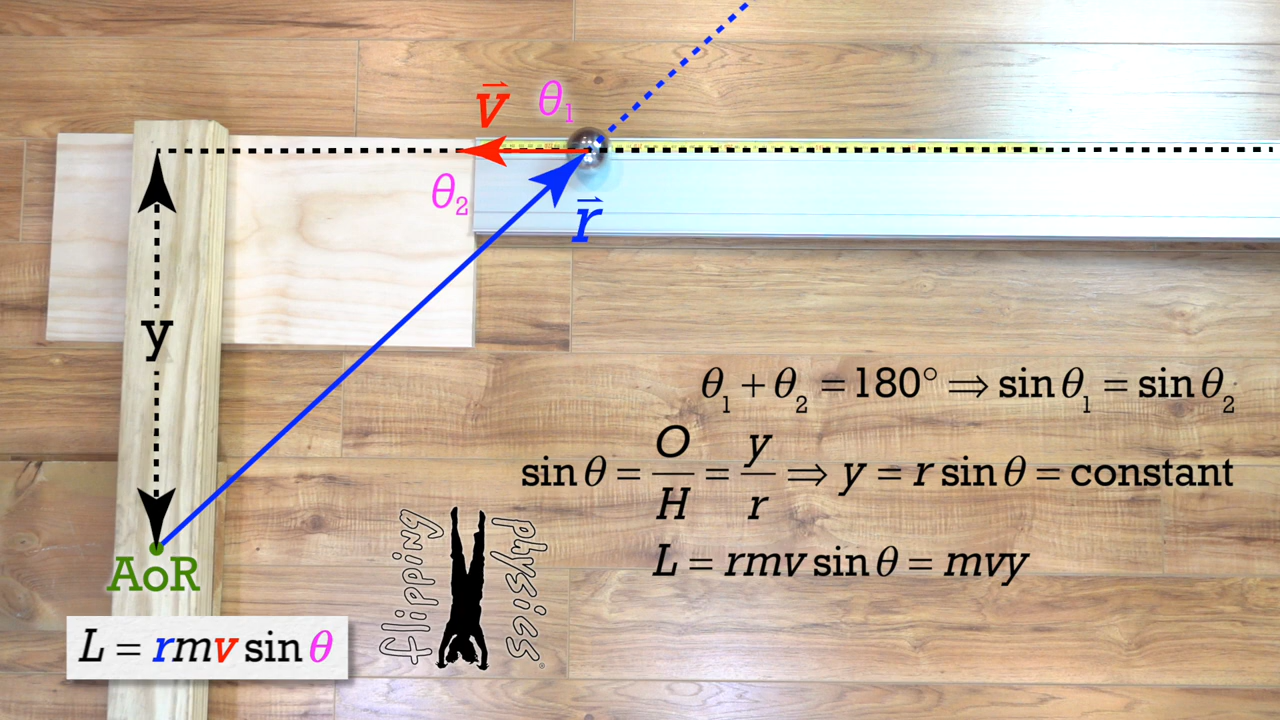 v⃗ θ₁
θ₂
r⃗
y
θ₁ + θ₂ = 180° ⟹ sin θ₁ = sin θ₂
sin θ = O/H = y/r ⟹ y = r sin θ = constant
L = rmv sin θ = mvy
AoR
L = rmv sin θ
flipping
physics®